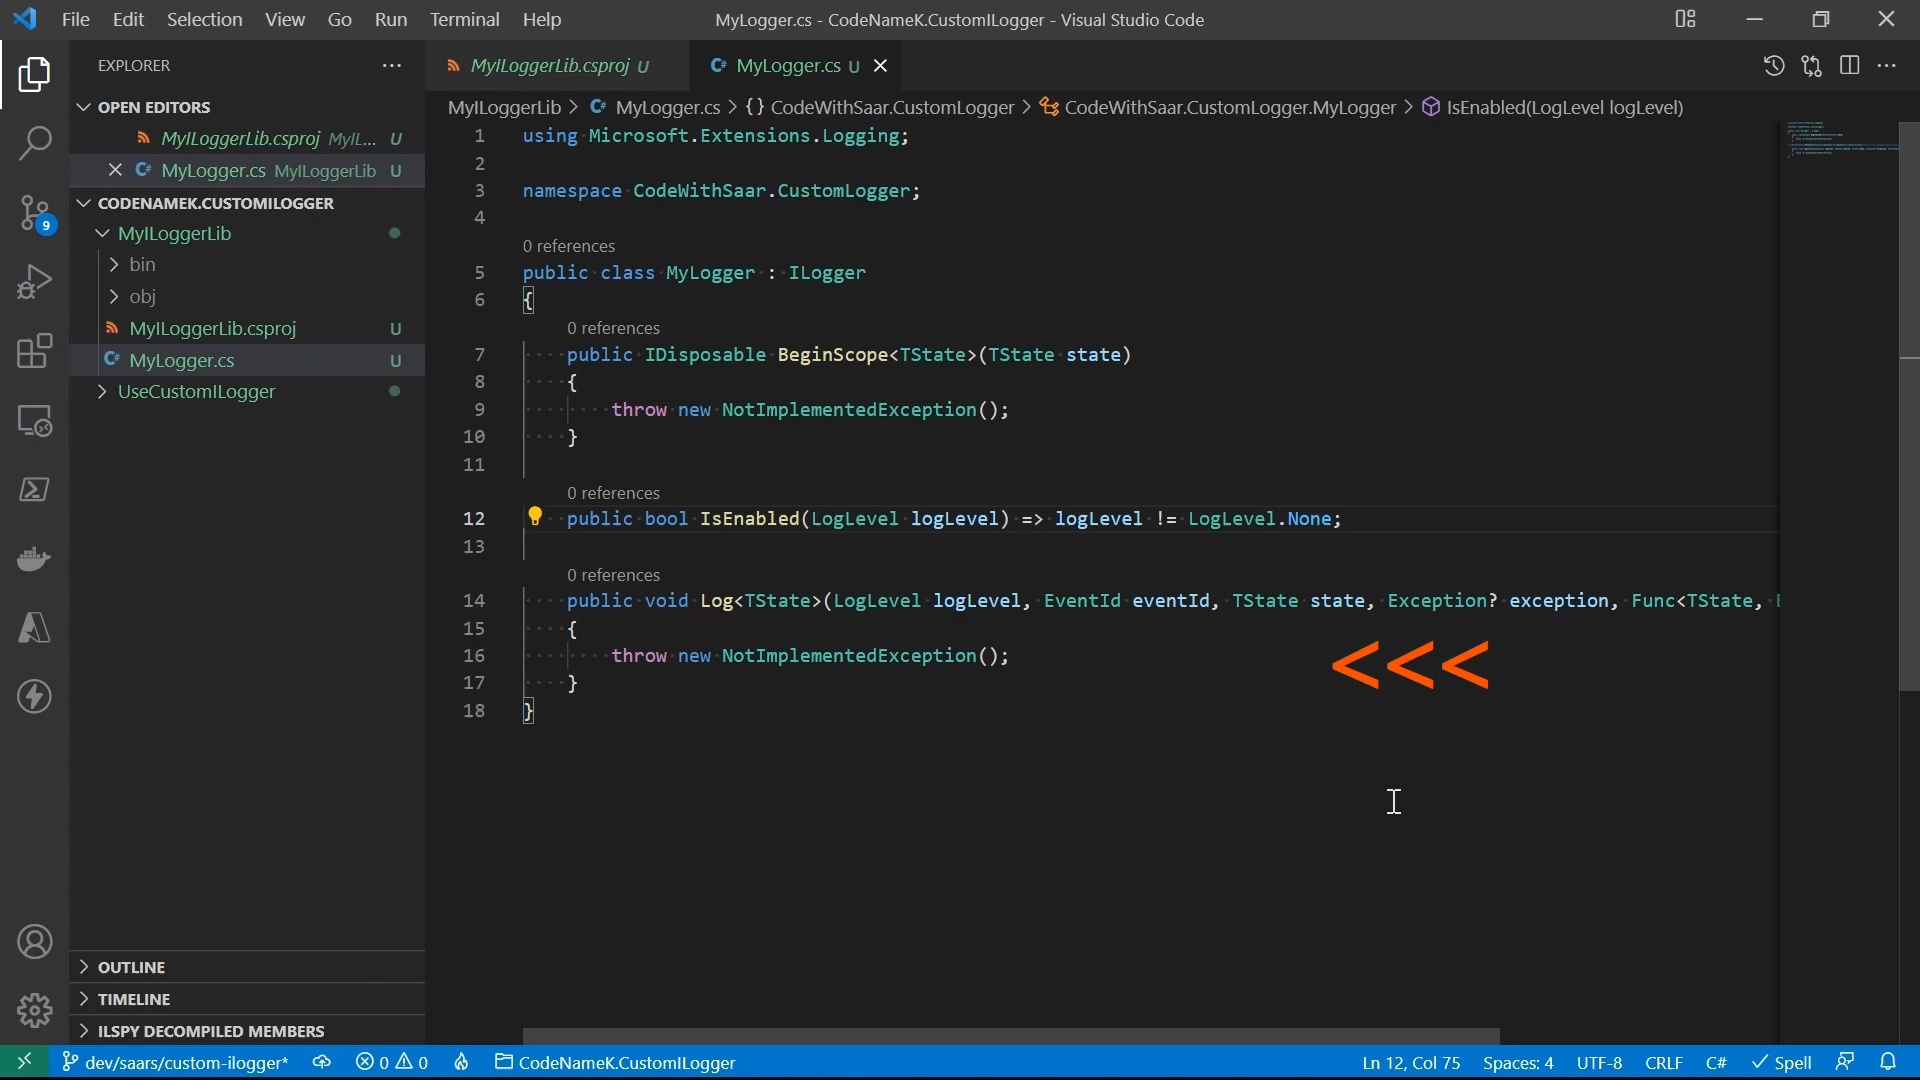 File Edit Selection View Go Run Terminal Help
MyLogger.cs - CodeNameK.CustomILogger - Visual Studio Code
EXPLORER
MyILoggerLib.csproj U
MyLogger.cs U
OPEN EDITORS
MyILoggerLib.csproj MyIL... U
MyLogger.cs MyILoggerLib U
CODENAMEK.CUSTOMILOGGER
MyILoggerLib
bin
obj
MyILoggerLib.csproj U
MyLogger.cs U
UseCustomILogger
9
OUTLINE
TIMELINE
ILSPY DECOMPILED MEMBERS
MyILoggerLib > MyLogger.cs > {} CodeWithSaar.CustomLogger > CodeWithSaar.CustomLogger.MyLogger > IsEnabled(LogLevel logLevel)
1 using Microsoft.Extensions.Logging;
2
3 namespace CodeWithSaar.CustomLogger;
4
0 references
5 public class MyLogger : ILogger
6 {
0 references
7 public IDisposable BeginScope<TState>(TState state)
8 {
9 throw new NotImplementedException();
10 }
11
0 references
12 public bool IsEnabled(LogLevel logLevel) => logLevel != LogLevel.None;
13
0 references
14 public void Log<TState>(LogLevel logLevel, EventId eventId, TState state, Exception? exception, Func<TState,
15 {
16 throw new NotImplementedException();
17 }
18 }
<<<
dev/saars/custom-ilogger* 0 0 CodeNameK.CustomILogger
Ln 12, Col 75 Spaces: 4 UTF-8 CRLF C# Spell